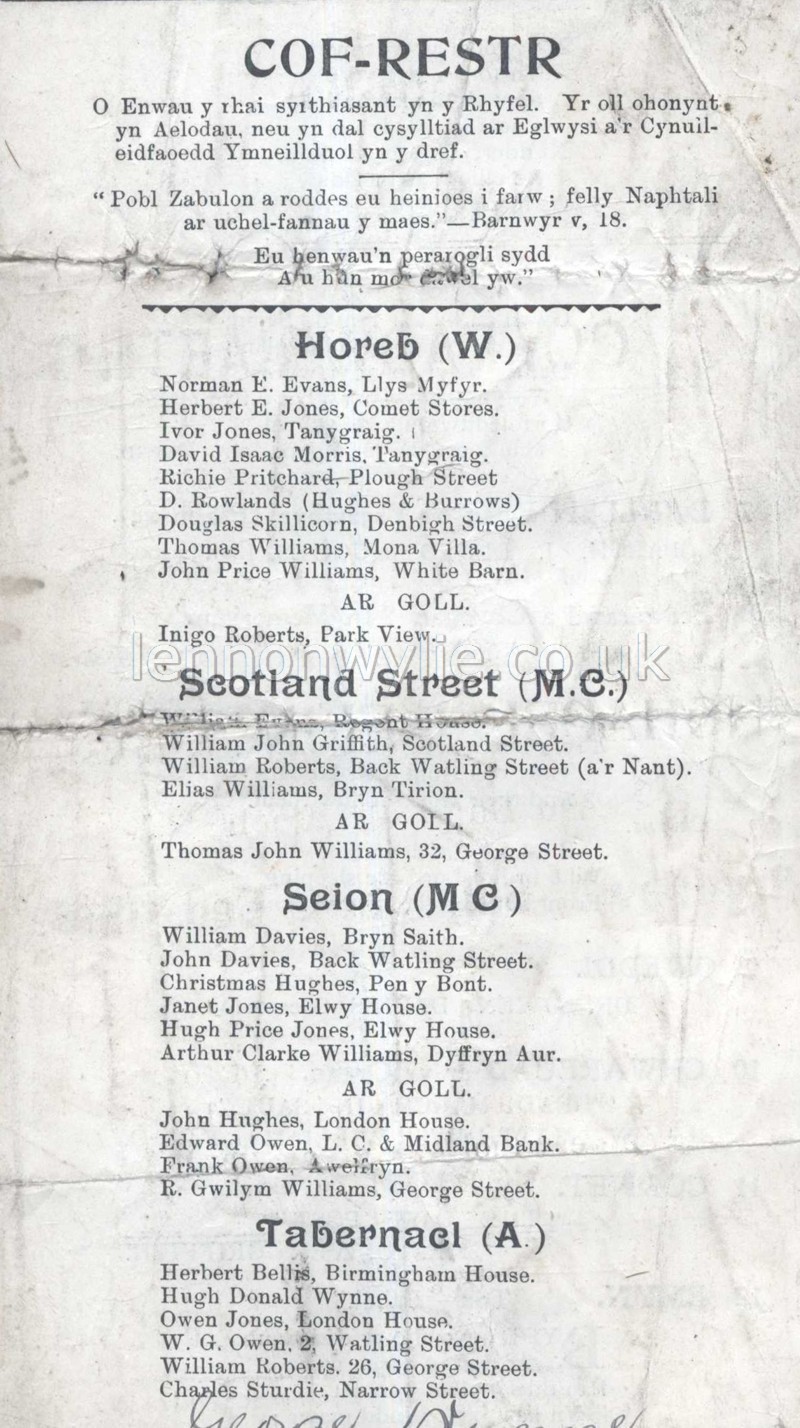 COF-RESTR
O Enwau y rhai syrthiasant yn y Rhyfel. Yr oll ohonynt
yn Aelodau, neu yn dal cysylltiad ar Eglwysi a'r Cynull-
eidfaoedd Ymneillduol yn y dref.
"Pobl Zabulon a roddes eu heinioes i farw; felly Naphtali
ar uchel-fannau y maes."—Barnwyr v, 18.
Eu henwau'n perarogli sydd
A'u hun mor dawel yw."
Horeb (W.)
Norman E. Evans, Llys Myfyr.
Herbert E. Jones, Comet Stores.
Ivor Jones, Tanygraig.
David Isaac Morris, Tanygraig.
Richie Pritchard, Plough Street
D. Rowlands (Hughes & Burrows)
Douglas Skillicorn, Denbigh Street.
Thomas Williams, Mona Villa.
John Price Williams, White Barn.
AR GOLL.
Inigo Roberts, Park View.
lennonwylie.co.uk
Scotland Street (M.C.)
William Evans, Regent House.
William John Griffith, Scotland Street.
William Roberts, Back Watling Street (a'r Nant).
Elias Williams, Bryn Tirion.
AR GOLL.
Thomas John Williams, 32, George Street.
Seion (M C)
William Davies, Bryn Saith.
John Davies, Back Watling Street.
Christmas Hughes, Pen y Bont.
Janet Jones, Elwy House.
Hugh Price Jones, Elwy House.
Arthur Clarke Williams, Dyffryn Aur.
AR GOLL.
John Hughes, London House.
Edward Owen, L. C. & Midland Bank.
Frank Owen, Awelfryn.
R. Gwilym Williams, George Street.
Tabernacl (A.)
Herbert Bellis, Birmingham House.
Hugh Donald Wynne.
Owen Jones, London House.
W. G. Owen, 2, Watling Street.
William Roberts. 26, George Street.
Charles Sturdie, Narrow Street.